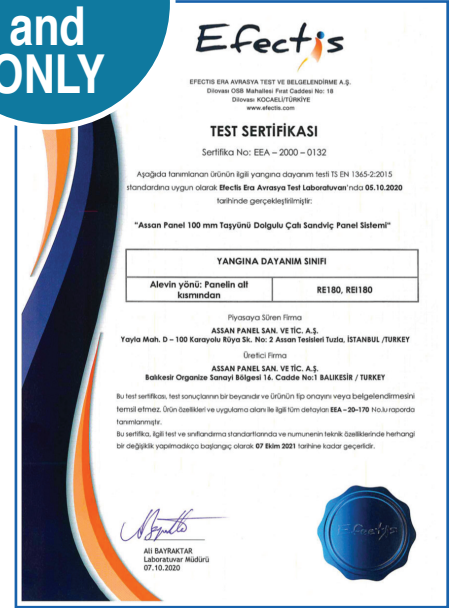 and
ONLY
Efectis
EFECTIS ERA AVRASYA TEST VE BELGELENDİRME A.Ş.
Dilovası OSB Mahallesi Fırat Caddesi No: 18
Dilovası KOCAELİ/TÜRKİYE
www.efectis.com
TEST SERTİFİKASI
Sertifika No: EEA – 2000 – 0132
Aşağıda tanımlanan ürünün ilgili yangına dayanım testi TS EN 1365-2:2015
standardına uygun olarak Efectis Era Avrasya Test Laboratuvarı'nda 05.10.2020
tarihinde gerçekleştirilmiştir:
"Assan Panel 100 mm Taşyünü Dolgulu Çatı Sandviç Panel Sistemi"
YANGINA DAYANIM SINIFI
Alevin yönü: Panelin alt
kısmından
RE180, REI180
Piyasaya Süren Firma
ASSAN PANEL SAN. VE TİC. A.Ş.
Yayla Mah. D – 100 Karayolu Rüya Sk. No: 2 Assan Tesisleri Tuzla, İSTANBUL /TURKEY
Üretici Firma
ASSAN PANEL SAN. VE TİC. A.Ş.
Balıkesir Organize Sanayi Bölgesi 16. Cadde No:1 BALIKESİR / TURKEY
Bu test sertifikası, test sonuçlarının bir beyanıdır ve ürünün tip onayını veya belgelendirmesini
temsil etmez. Ürün özellikleri ve uygulama alanı ile ilgili tüm detayları EEA – 20–170 No.lu raporda
tanımlanmıştır.
Bu sertifika, ilgili test ve sınıflandırma standartlarında ve numunenin teknik özelliklerinde herhangi
bir değişiklik yapılmadıkça başlangıç olarak 07 Ekim 2021 tarihine kadar geçerlidir.
Ali BAYRAKTAR
Laboratuvar Müdürü
07.10.2020
Efectis